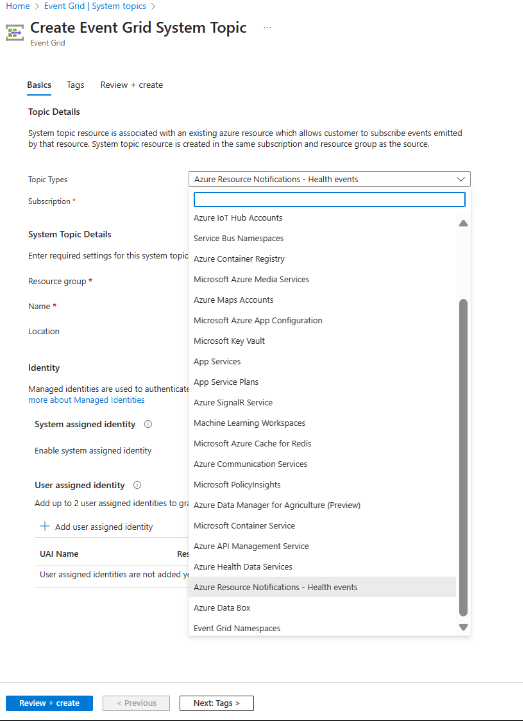 Home > Event Grid | System topics >
Create Event Grid System Topic ...
Event Grid
Basics Tags Review + create
Topic Details
System topic resource is associated with an existing azure resource which allows customer to subscribe events emitted
by that resource. System topic resource is created in the same subscription and resource group as the source.
Topic Types
Azure Resource Notifications - Health events
Subscription *
Azure IoT Hub Accounts
Service Bus Namespaces
System Topic Details
Enter required settings for this system topic
Azure Container Registry
Resource group *
Microsoft Azure Media Services
Azure Maps Accounts
Name *
Microsoft Azure App Configuration
Location
Microsoft Key Vault
App Services
Identity
App Service Plans
Managed identities are used to authenticate
more about Managed Identities
Azure SignalR Service
System assigned identity
Machine Learning Workspaces
Microsoft Azure Cache for Redis
Enable system assigned identity
Azure Communication Services
User assigned identity
Microsoft PolicyInsights
Add up to 2 user assigned identities to gra
Azure Data Manager for Agriculture (Preview)
+ Add user assigned identity
Microsoft Container Service
Azure API Management Service
UAI Name Res
Azure Health Data Services
User assigned identities are not added ye
Azure Resource Notifications - Health events
Azure Data Box
Event Grid Namespaces
Review + create < Previous Next: Tags >